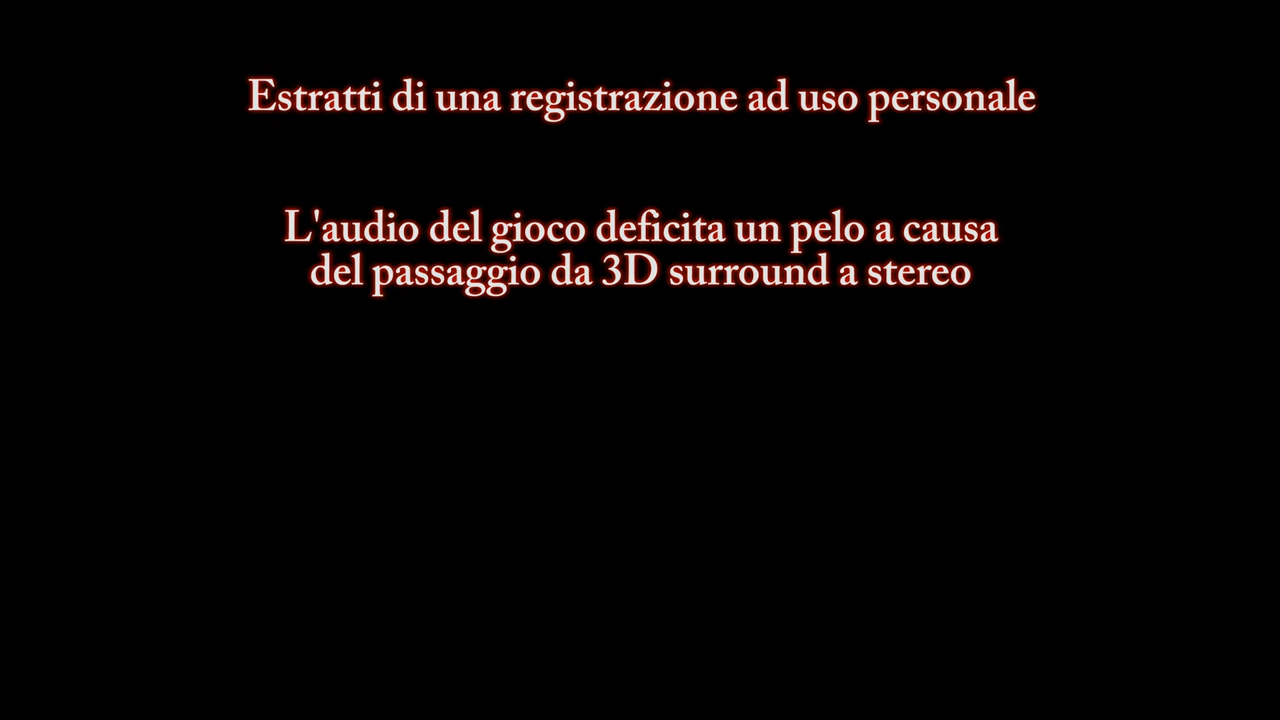 Estratti di una registrazione ad uso personale
L'audio del gioco deficita un pelo a causa
del passaggio da 3D surround a stereo